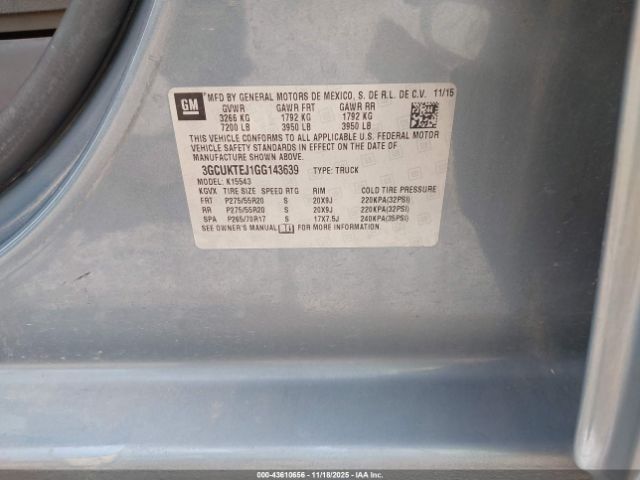 GM
MFD BY GENERAL MOTORS DE MEXICO, S. DE R.L. DE C.V. 11/15
GVWR GAWR FRT GAWR RR
3266 KG 1792 KG 1792 KG
7200 LB 3950 LB 3950 LB
THIS VEHICLE CONFORMS TO ALL APPLICABLE U.S. FEDERAL MOTOR
VEHICLE SAFETY STANDARDS IN EFFECT ON THE DATE OF
MANUFACTURE SHOWN ABOVE.
3GCUKTEJ1GG143639 TYPE: TRUCK
MODEL: K15543
KGVX TIRE SIZE SPEED RTG RIM COLD TIRE PRESSURE
FRT P275/55R20 S 20X9J 220KPA(32PSI)
RR P275/55R20 S 20X9J 220KPA(32PSI)
SPA P265/70R17 S 17X7.5J 240KPA(35PSI)
SEE OWNER'S MANUAL FOR MORE INFORMATION.
000-43610656 - 11/18/2025 - COPART